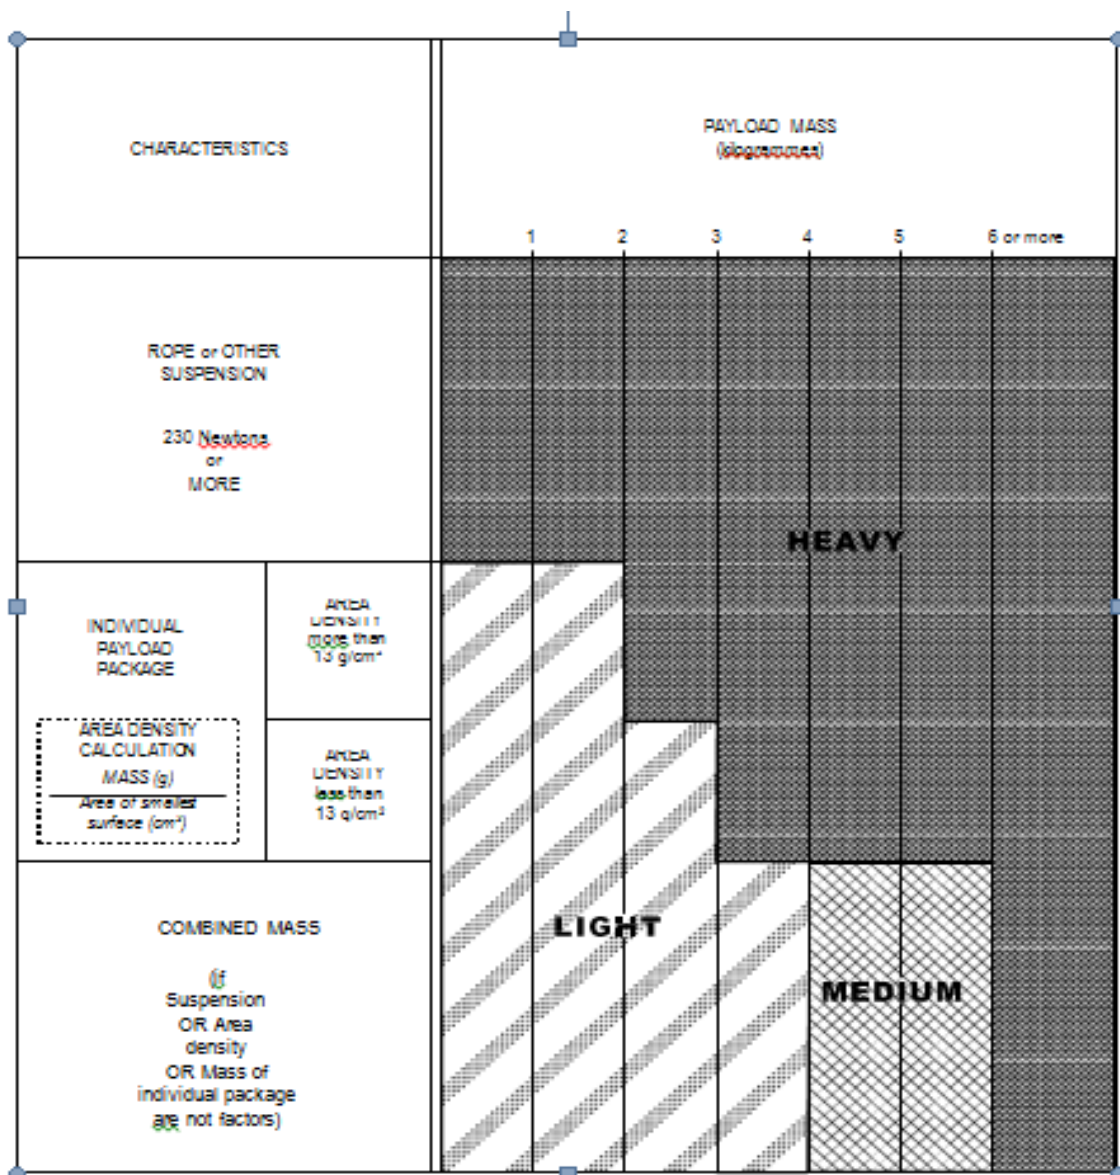 CHARACTERISTICS
PAYLOAD MASS
(kilogrammes)
1 2 3 4 5 6 or more
ROPE or OTHER
SUSPENSION
230 Newtons
or
MORE
HEAVY
INDIVIDUAL
PAYLOAD
PACKAGE
AREA
DENSITY
more than
13 g/cm²
AREA DENSITY
CALCULATION
MASS (g)
Area of smallest
surface (cm²)
AREA
DENSITY
less than
13 g/cm²
COMBINED MASS
(if
Suspension
OR Area
density
OR Mass of
individual package
are not factors)
LIGHT
MEDIUM